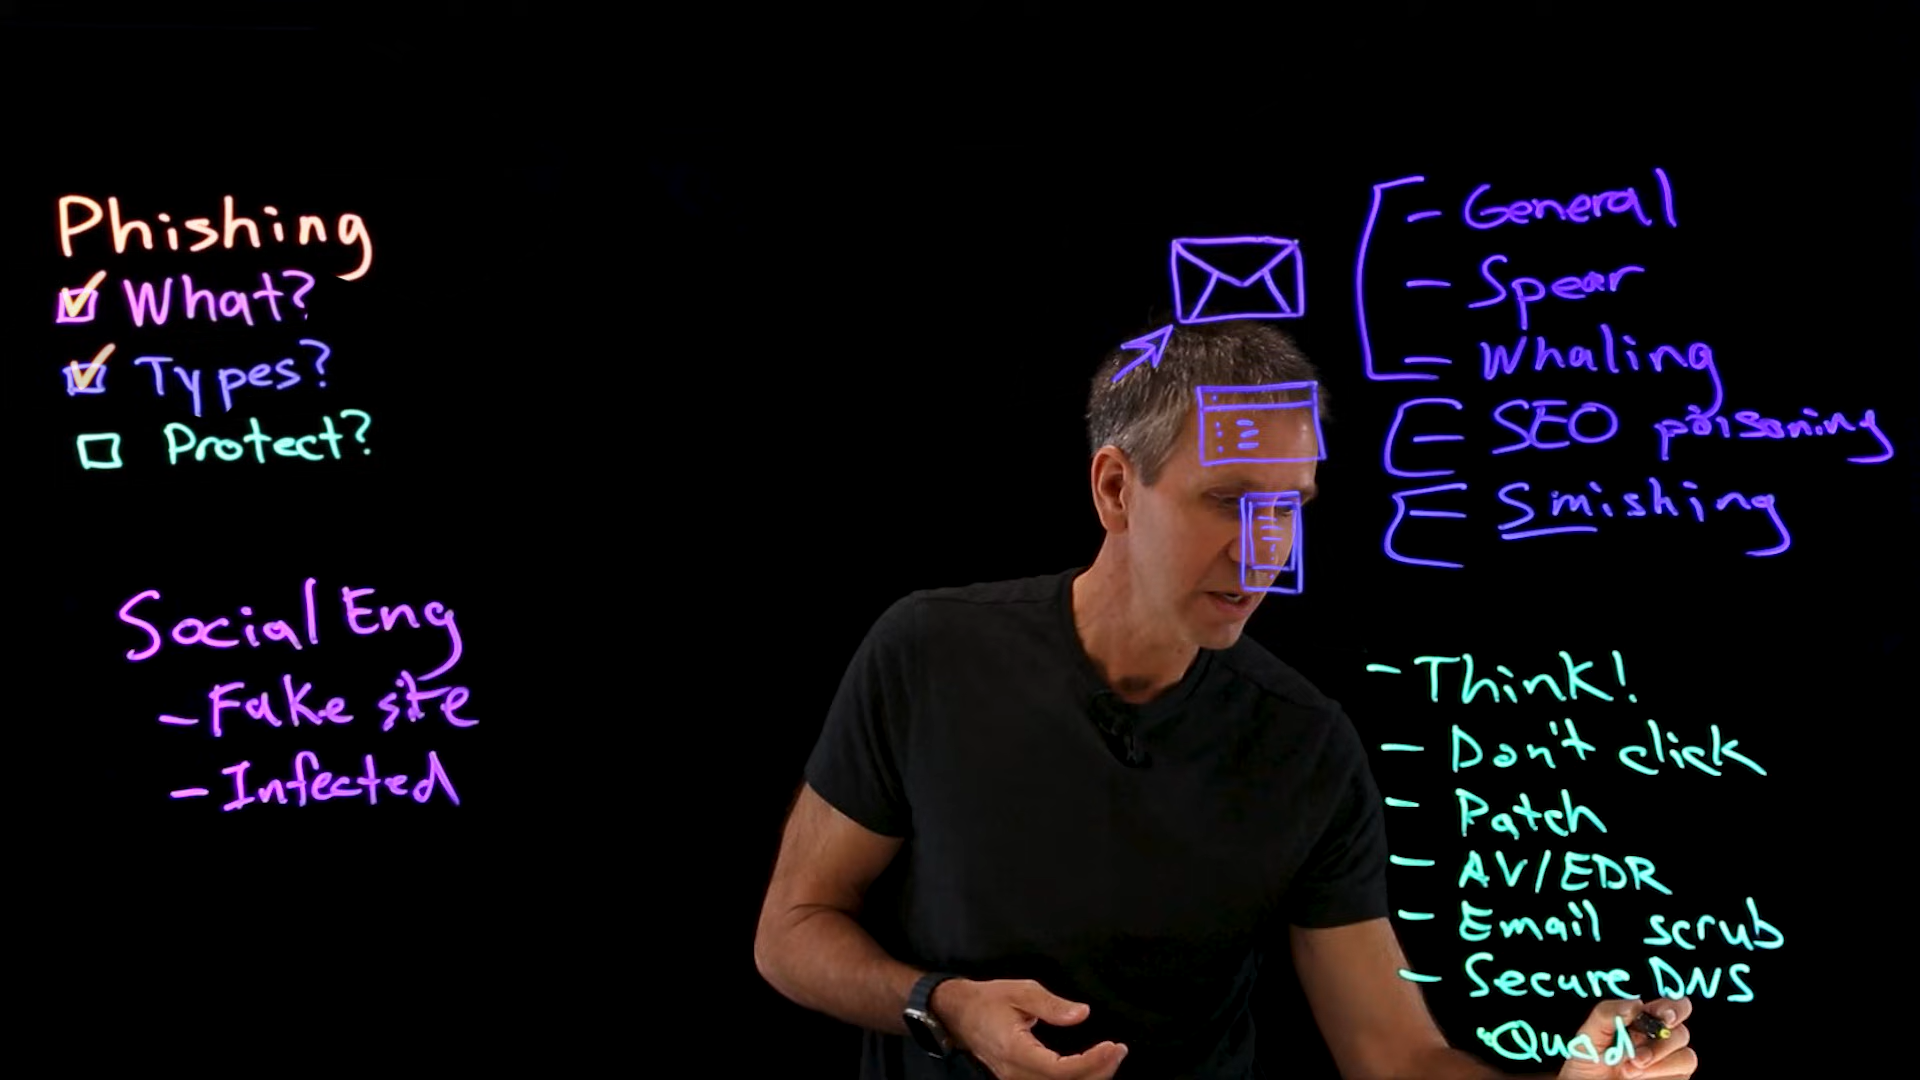 Phishing
What?
Types?
Protect?
Social Eng
- Fake site
- Infected
- General
- Spear
- Whaling
- SEO poisoning
- Smishing
- Think!
- Don't click
- Patch
- AV/EDR
- Email scrub
- Secure DNS
Quad